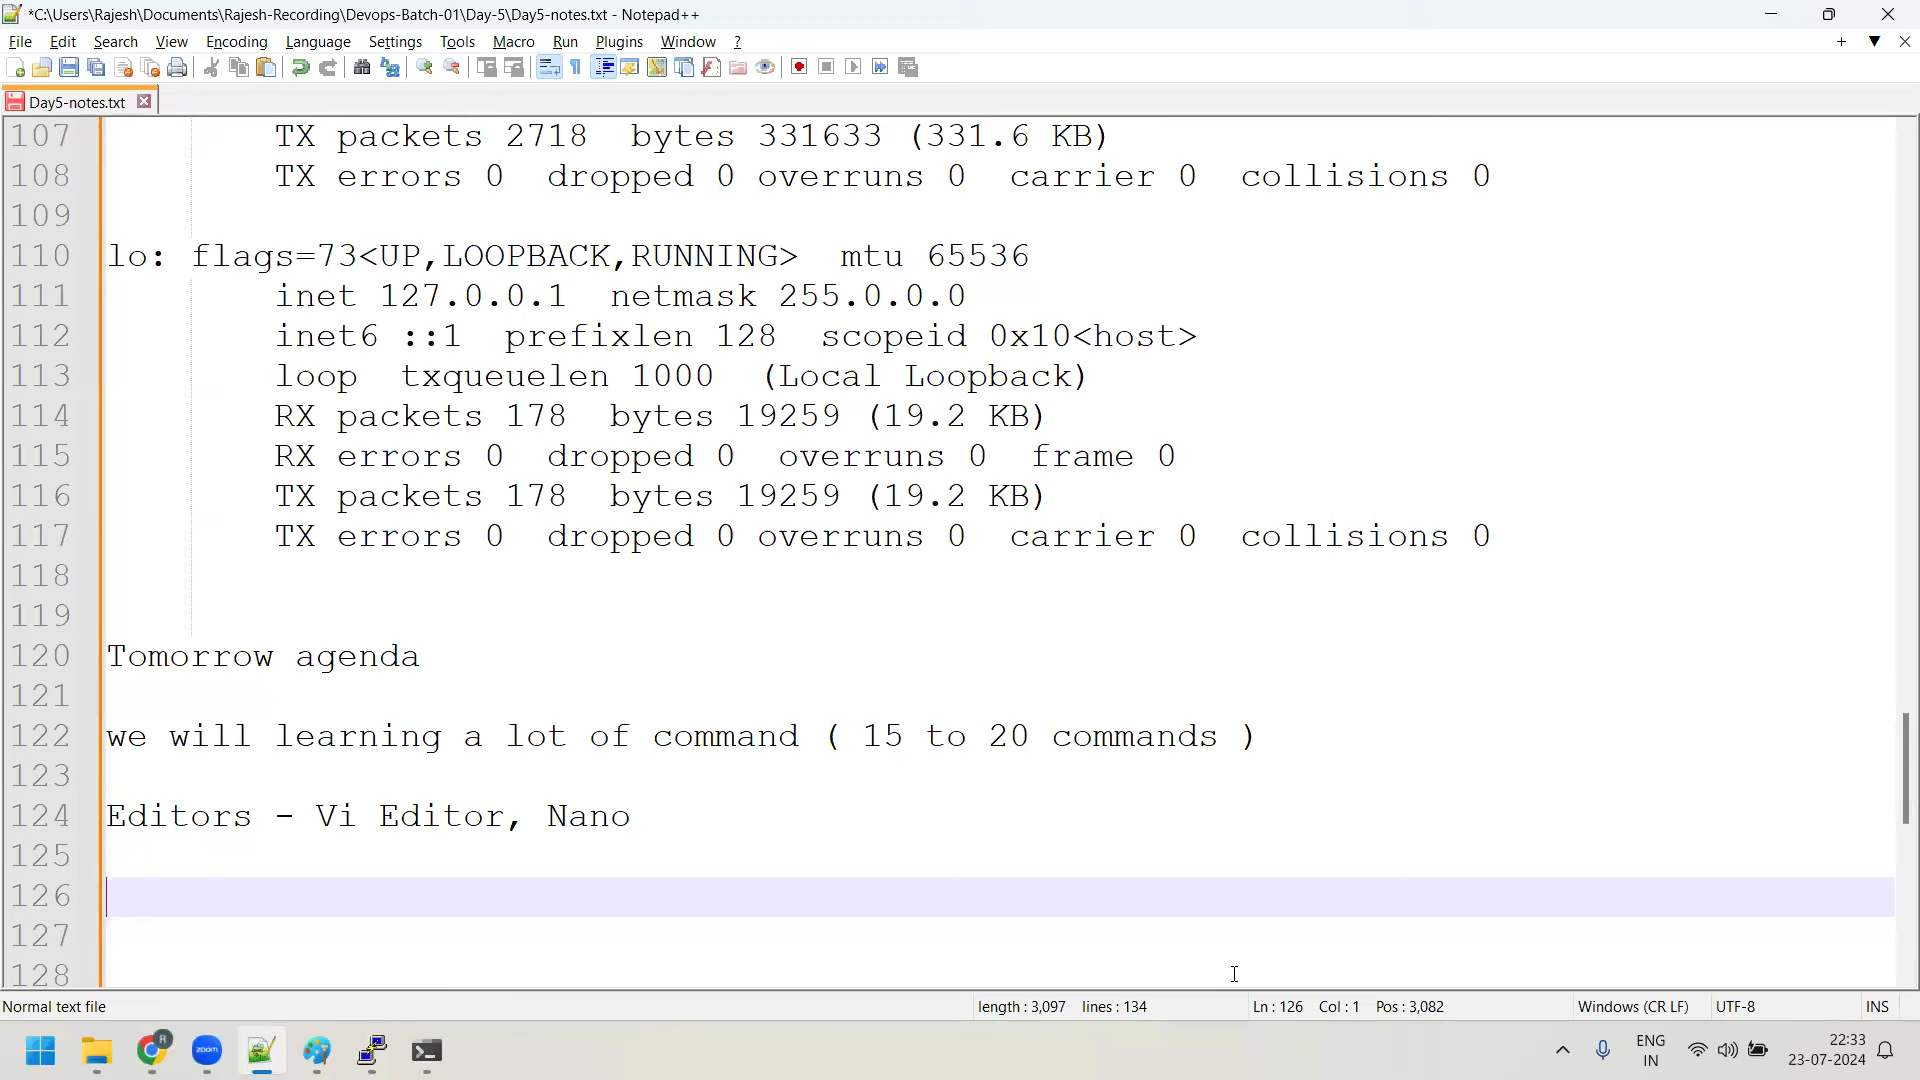 *C:\Users\Rajesh\Documents\Rajesh-Recording\Devops-Batch-01\Day-5\Day5-notes.txt - Notepad++
File Edit Search View Encoding Language Settings Tools Macro Run Plugins Window ?
Day5-notes.txt
107 TX packets 2718  bytes 331633 (331.6 KB)
108 TX errors 0  dropped 0 overruns 0  carrier 0  collisions 0
109
110 lo: flags=73<UP,LOOPBACK,RUNNING>  mtu 65536
111 inet 127.0.0.1  netmask 255.0.0.0
112 inet6 ::1  prefixlen 128  scopeid 0x10<host>
113 loop  txqueuelen 1000  (Local Loopback)
114 RX packets 178  bytes 19259 (19.2 KB)
115 RX errors 0  dropped 0  overruns 0  frame 0
116 TX packets 178  bytes 19259 (19.2 KB)
117 TX errors 0  dropped 0 overruns 0  carrier 0  collisions 0
118
119
120 Tomorrow agenda
121
122 we will learning a lot of command ( 15 to 20 commands )
123
124 Editors - Vi Editor, Nano
125
126
127
128
Normal text file length : 3,097 lines : 134 Ln : 126 Col : 1 Pos : 3,082 Windows (CR LF) UTF-8 INS
R
zoom
ENG
IN
22:33
23-07-2024